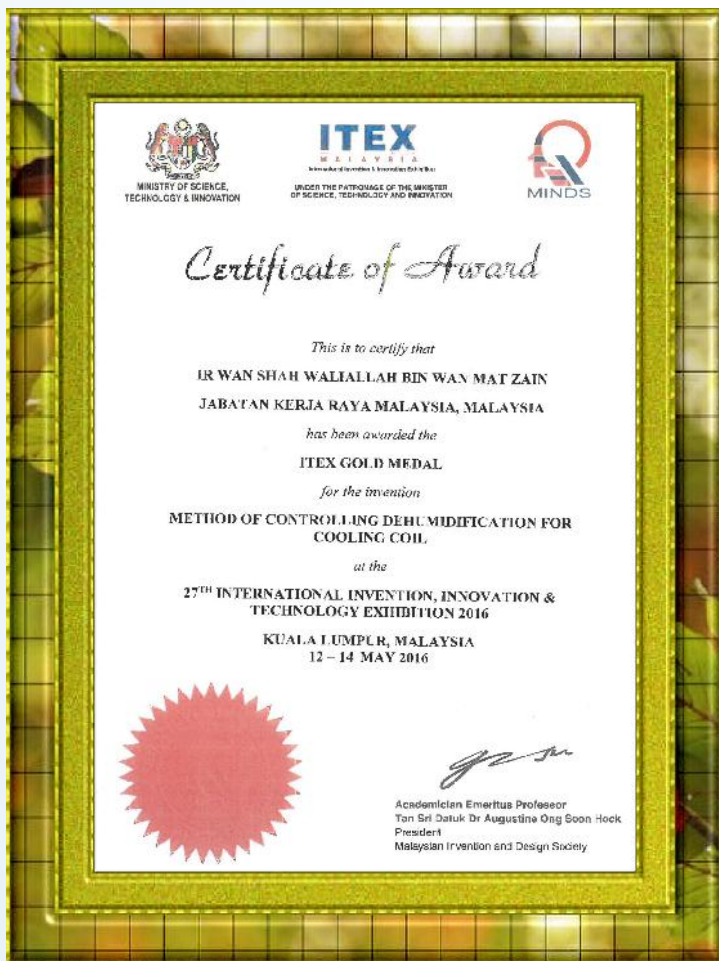 MINISTRY OF SCIENCE,
TECHNOLOGY & INNOVATION
ITEX
MALAYSIA
International Invention & Innovation Exhibition
UNDER THE PATRONAGE OF THE MINISTER
OF SCIENCE, TECHNOLOGY AND INNOVATION
MINDS
Certificate of Award
This is to certify that
IR WAN SHAH WALIALLAH BIN WAN MAT ZAIN
JABATAN KERJA RAYA MALAYSIA, MALAYSIA
has been awarded the
ITEX GOLD MEDAL
for the invention
METHOD OF CONTROLLING DEHUMIDIFICATION FOR
COOLING COIL
at the
27TH INTERNATIONAL INVENTION, INNOVATION &
TECHNOLOGY EXHIBITION 2016
KUALA LUMPUR, MALAYSIA
12 – 14 MAY 2016
Academician Emeritus Professor
Tan Sri Datuk Dr Augustine Ong Soon Hock
President
Malaysian Invention and Design Society